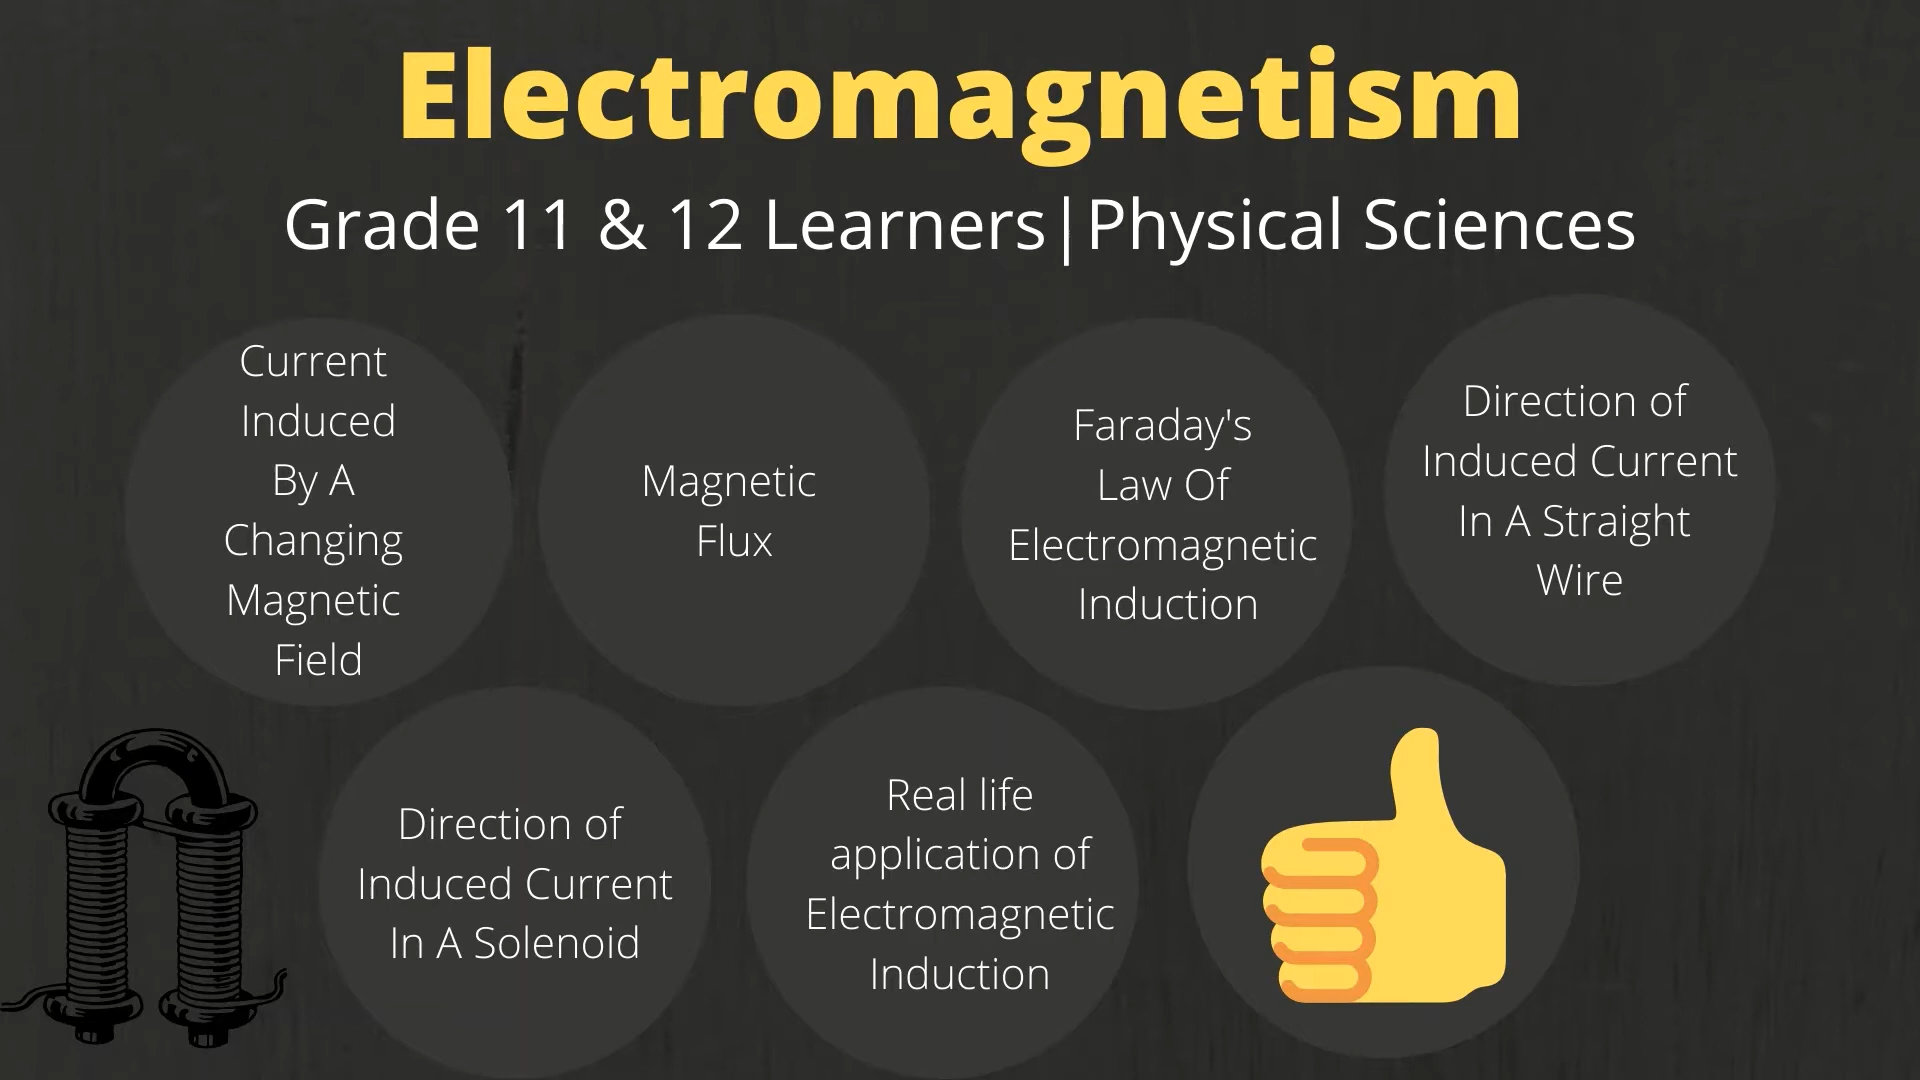 Electromagnetism
Grade 11 & 12 Learners|Physical Sciences
Current
Induced
By A
Changing
Magnetic
Field
Magnetic
Flux
Faraday's
Law Of
Electromagnetic
Induction
Direction of
Induced Current
In A Straight
Wire
Direction of
Induced Current
In A Solenoid
Real life
application of
Electromagnetic
Induction